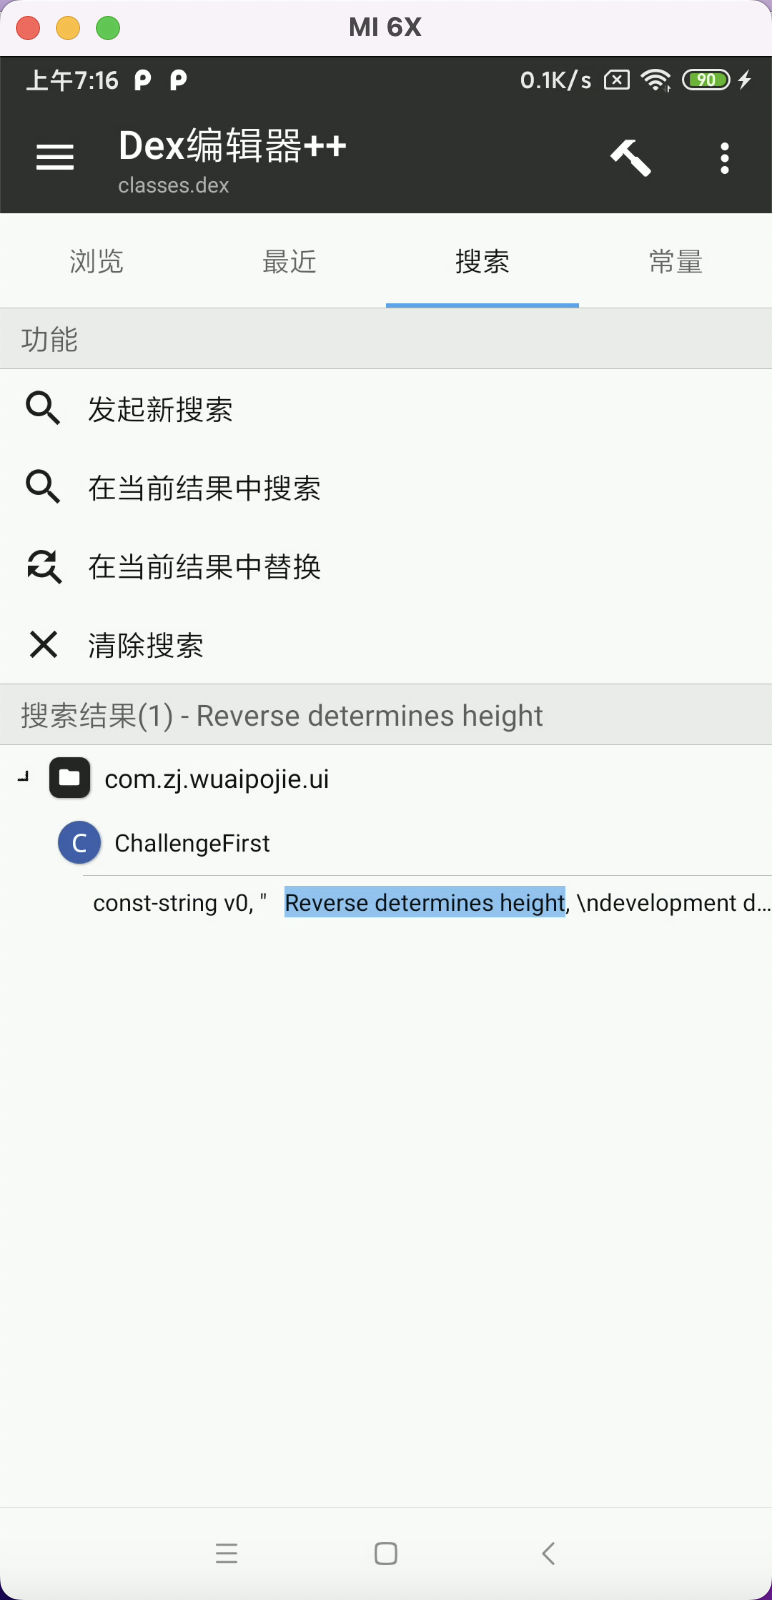 MI 6X
上午7:16 0.1K/s 90
Dex编辑器++
classes.dex
浏览 最近 搜索 常量
功能
发起新搜索
在当前结果中搜索
在当前结果中替换
清除搜索
搜索结果(1) - Reverse determines height
com.zj.wuaipojie.ui
C ChallengeFirst
const-string v0, " Reverse determines height, \ndevelopment d...